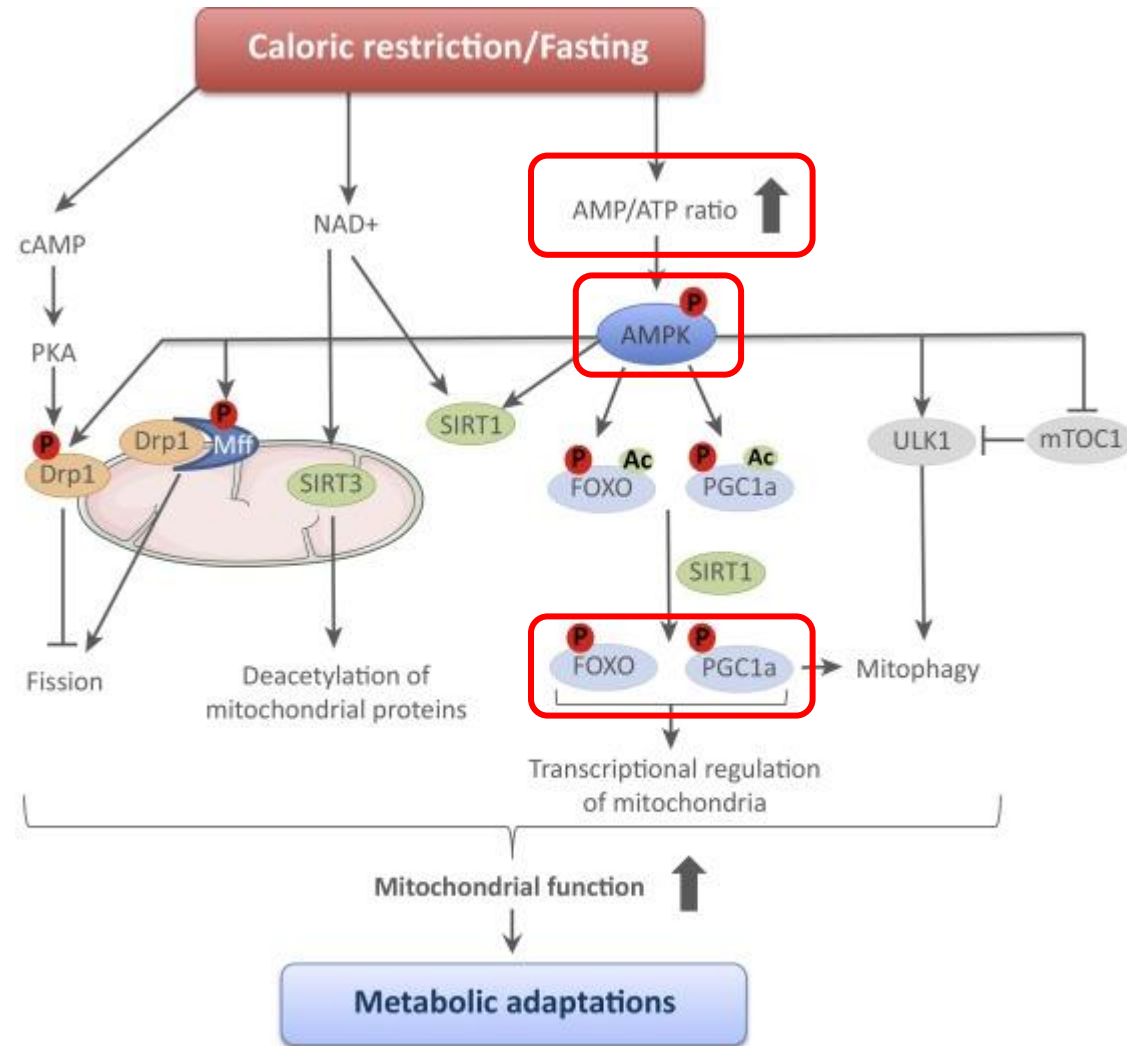 Caloric restriction/Fasting
AMP/ATP ratio
NAD+
cAMP
P
AMPK
PKA
P
SIRT1
P
Drp1
Drp1
Mff
ULK1
mTOC1
SIRT3
P
Ac
FOXO
P
Ac
PGC1a
SIRT1
P
FOXO
P
PGC1a
Mitophagy
Fission
Deacetylation of
mitochondrial proteins
Transcriptional regulation
of mitochondria
Mitochondrial function
Metabolic adaptations